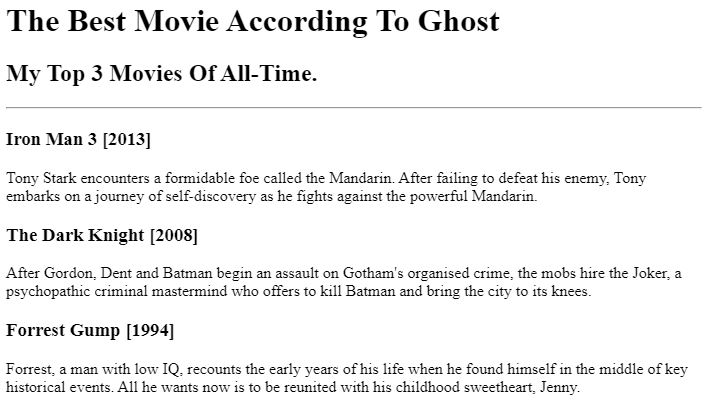 The Best Movie According To Ghost
My Top 3 Movies Of All-Time.
Iron Man 3 [2013]
Tony Stark encounters a formidable foe called the Mandarin. After failing to defeat his enemy, Tony
embarks on a journey of self-discovery as he fights against the powerful Mandarin.
The Dark Knight [2008]
After Gordon, Dent and Batman begin an assault on Gotham's organised crime, the mobs hire the Joker, a
psychopathic criminal mastermind who offers to kill Batman and bring the city to its knees.
Forrest Gump [1994]
Forrest, a man with low IQ, recounts the early years of his life when he found himself in the middle of key
historical events. All he wants now is to be reunited with his childhood sweetheart, Jenny.